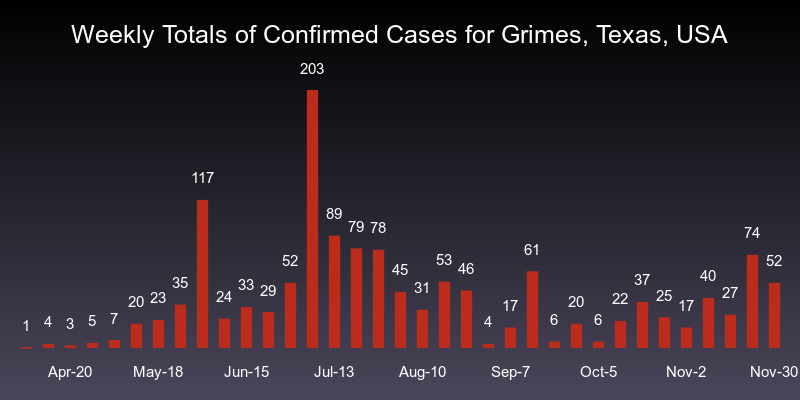 Weekly Totals of Confirmed Cases for Grimes, Texas, USA
203
117
89
79 78
74
61
52 53 52
45 46
35 33 29 31 37 40
20 23 24 17 20 22 25 17 27
1 4 3 5 7 4 6 6
Apr-20 May-18 Jun-15 Jul-13 Aug-10 Sep-7 Oct-5 Nov-2 Nov-30